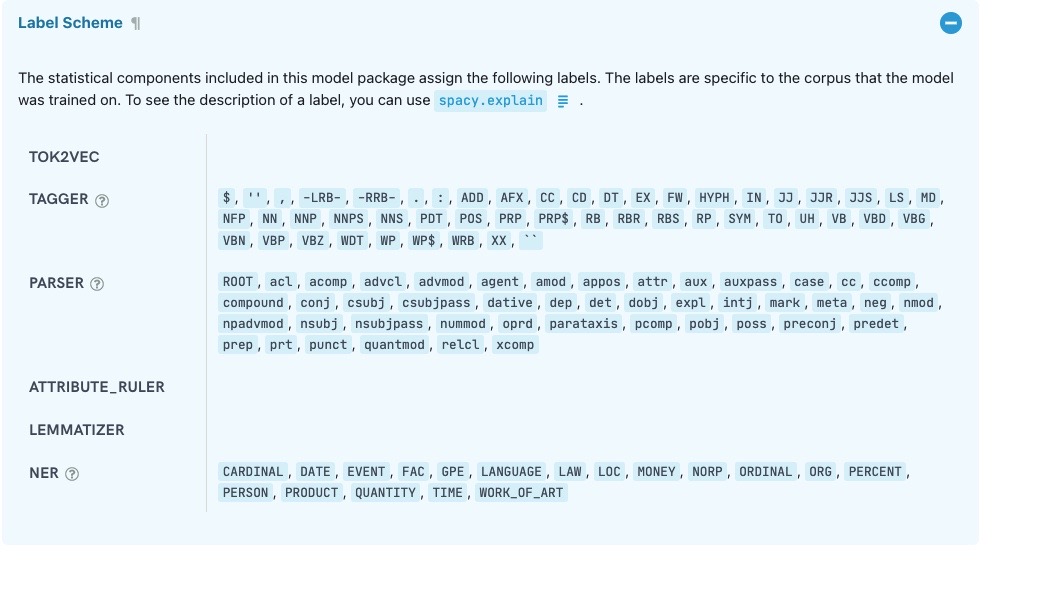 Label Scheme ¶
The statistical components included in this model package assign the following labels. The labels are specific to the corpus that the model
was trained on. To see the description of a label, you can use spacy.explain .
TOK2VEC
TAGGER ? $, '', ,, -LRB-, -RRB-, ., :, ADD, AFX, CC, CD, DT, EX, FW, HYPH, IN, JJ, JJR, JJS, LS, MD,
NFP, NN, NNP, NNPS, NNS, PDT, POS, PRP, PRP$, RB, RBR, RBS, RP, SYM, TO, UH, VB, VBD, VBG,
VBN, VBP, VBZ, WDT, WP, WP$, WRB, XX, ``
PARSER ? ROOT, acl, acomp, advcl, advmod, agent, amod, appos, attr, aux, auxpass, case, cc, ccomp,
compound, conj, csubj, csubjpass, dative, dep, det, dobj, expl, intj, mark, meta, neg, nmod,
npadvmod, nsubj, nsubjpass, nummod, oprd, parataxis, pcomp, pobj, poss, preconj, predet,
prep, prt, punct, quantmod, relcl, xcomp
ATTRIBUTE_RULER
LEMMATIZER
NER ? CARDINAL, DATE, EVENT, FAC, GPE, LANGUAGE, LAW, LOC, MONEY, NORP, ORDINAL, ORG, PERCENT,
PERSON, PRODUCT, QUANTITY, TIME, WORK_OF_ART